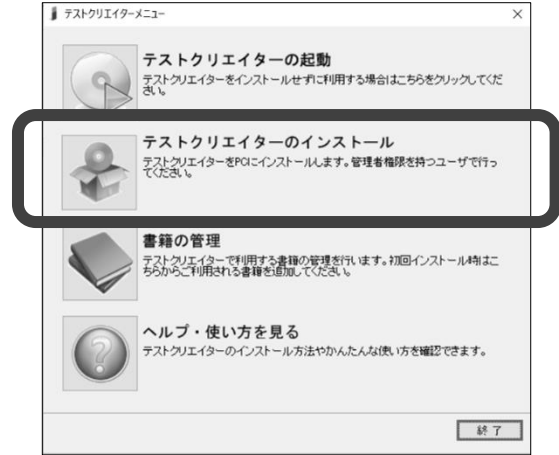 テストクリエイターメニュー
テストクリエイターの起動
テストクリエイターをインストールせずに利用する場合はこちらをクリックしてくだ
さい。
テストクリエイターのインストール
テストクリエイターをPCにインストールします。管理者権限を持つユーザで行っ
てください。
書籍の管理
テストクリエイターで利用する書籍の管理を行います。初回インストール時はこ
ちらからご利用される書籍を追加してください。
ヘルプ・使い方を見る
テストクリエイターのインストール方法やかんたんな使い方を確認できます。
終了